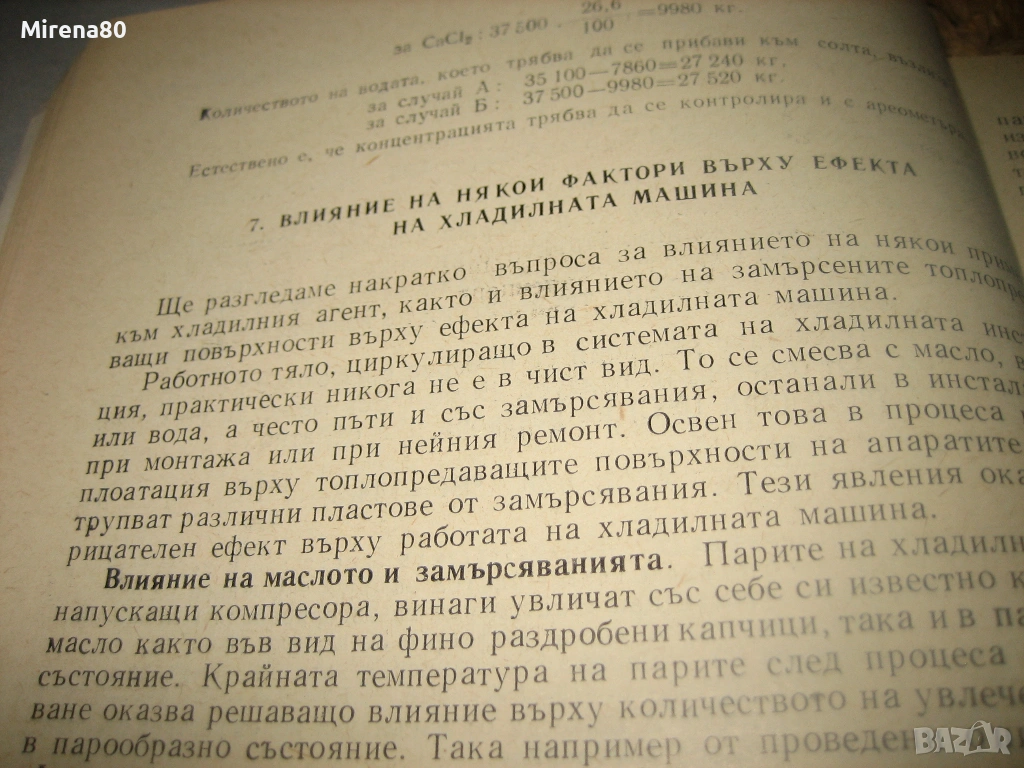 Mirena80
за CaCl₂ : 37 500 . 26,6/100 =9980 кг.
Количеството на водата, което трябва да се прибави към солта,
за случай А : 35 100—7860=27 240 кг,
за случай Б : 37 500—9980=27 520 кг.
Естествено е, че концентрацията трябва да се контролира и с ареометър
7. ВЛИЯНИЕ НА НЯКОИ ФАКТОРИ ВЪРХУ ЕФЕКТА
НА ХЛАДИЛНАТА МАШИНА
Ще разгледаме накратко въпроса за влиянието на някои
към хладилния агент, както и влиянието на замърсените топлопре
ващи повърхности върху ефекта на хладилната машина.
Работното тяло, циркулиращо в системата на хладилната инс
ция, практически никога не е в чист вид. То се смесва с масло,
или вода, а често пъти и със замърсявания, останали в инстал
при монтажа или при нейния ремонт. Освен това в процеса
плоатация върху топлопредаващите повърхности на апаратите
трупват различни пластове от замърсявания. Тези явления ока
рицателен ефект върху работата на хладилната машина.
Влияние на маслото и замърсяванията. Парите на хладилн
напускащи компресора, винаги увличат със себе си известно к
масло както във вид на фино раздробени капчици, така и в па
състояние. Крайната температура на парите след процеса
ване оказва решаващо влияние върху количеството на увлече
в парообразно състояние. Така например от проведен
BAZAR